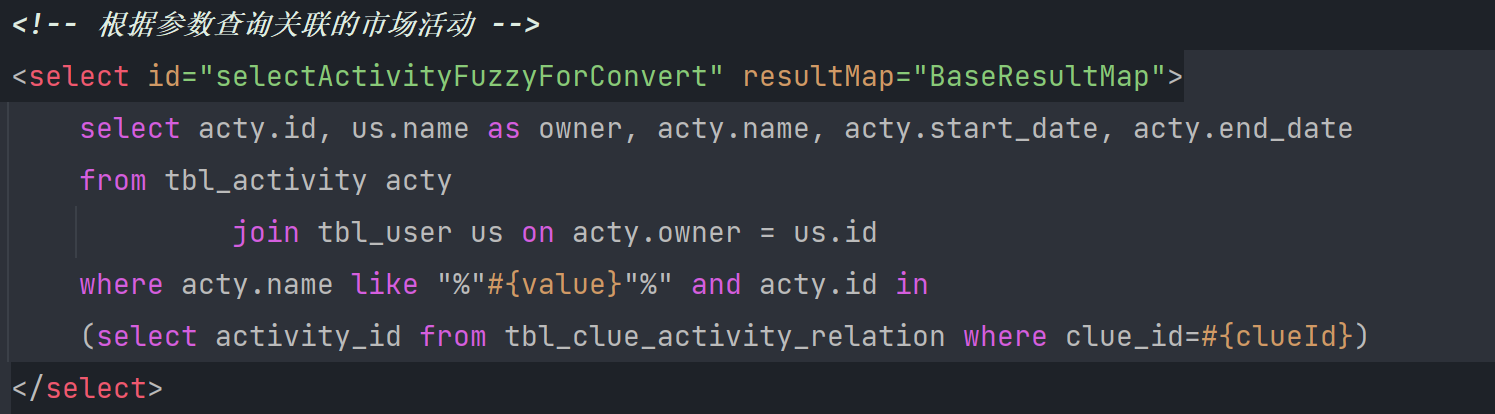 <!-- 根据参数查询关联的市场活动 -->
<select id="selectActivityFuzzyForConvert" resultMap="BaseResultMap">
select acty.id, us.name as owner, acty.name, acty.start_date, acty.end_date
from tbl_activity acty
join tbl_user us on acty.owner = us.id
where acty.name like "%"#{value}"%" and acty.id in
(select activity_id from tbl_clue_activity_relation where clue_id=#{clueId})
</select>